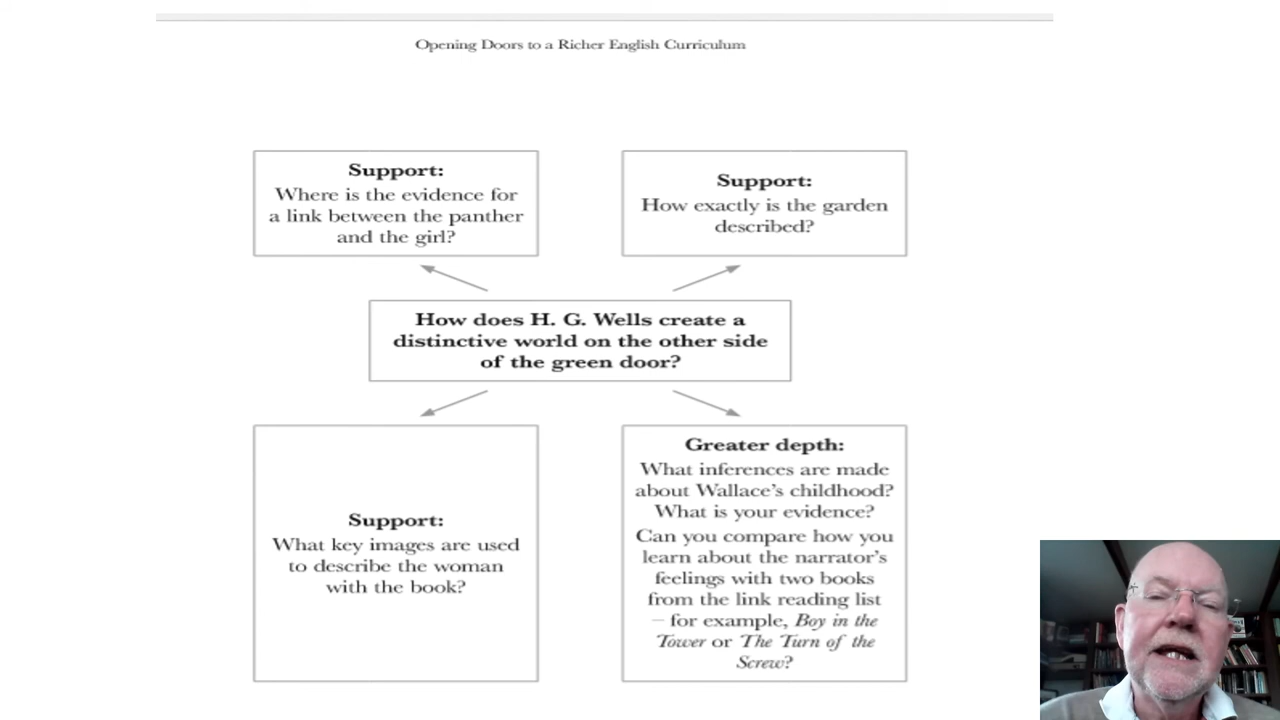 Opening Doors to a Richer English Curriculum
Support:
Where is the evidence for
a link between the panther
and the girl?
Support:
How exactly is the garden
described?
How does H. G. Wells create a
distinctive world on the other side
of the green door?
Support:
What key images are used
to describe the woman
with the book?
Greater depth:
What inferences are made
about Wallace's childhood?
What is your evidence?
Can you compare how you
learn about the narrator's
feelings with two books
from the link reading list
– for example, Boy in the
Tower or The Turn of the
Screw?